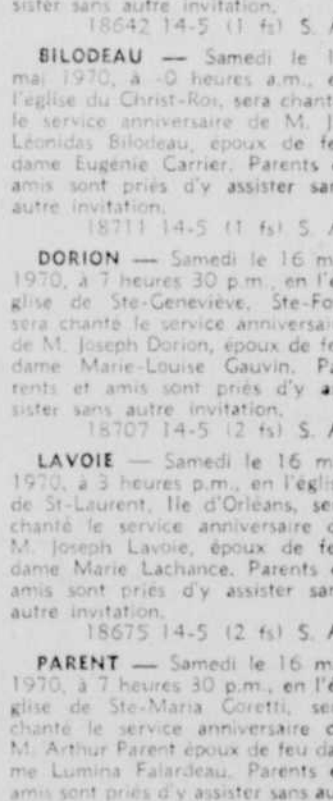 sister sans autre invitation.
18642 14-5 (1 fs) S.
BILODEAU — Samedi le
mai 1970, à -0 heures a.m.,
l'église du Christ-Roi, sera chant
le service anniversaire de M.
Léonidas Bilodeau, époux de fe
dame Eugénie Carrier. Parents
amis sont priés d'y assister san
autre invitation.
18711 14-5 (1 fs) S. A
DORION — Samedi le 16 m
1970, à 7 heures 30 p.m., en l'é
glise de Ste-Geneviève, Ste-Fo
sera chanté le service anniversai
de M. Joseph Dorion, époux de fe
dame Marie-Louise Gauvin. Pa
rents et amis sont priés d'y a
sister sans autre invitation.
18707 14-5 (2 fs) S. A
LAVOIE — Samedi le 16 m
1970, à 3 heures p.m., en l'églis
de St-Laurent, Ile d'Orléans, se
chanté le service anniversaire d
M. Joseph Lavoie, époux de fe
dame Marie Lachance. Parents
amis sont priés d'y assister san
autre invitation.
18675 14-5 (2 fs) S. A
PARENT — Samedi le 16 m
1970, à 7 heures 30 p.m., en l'é
glise de Ste-Maria Goretti, se
chanté le service anniversaire d
M. Arthur Parent époux de feu da
me Lumina Falardeau. Parents
amis sont priés d'y assister sans au